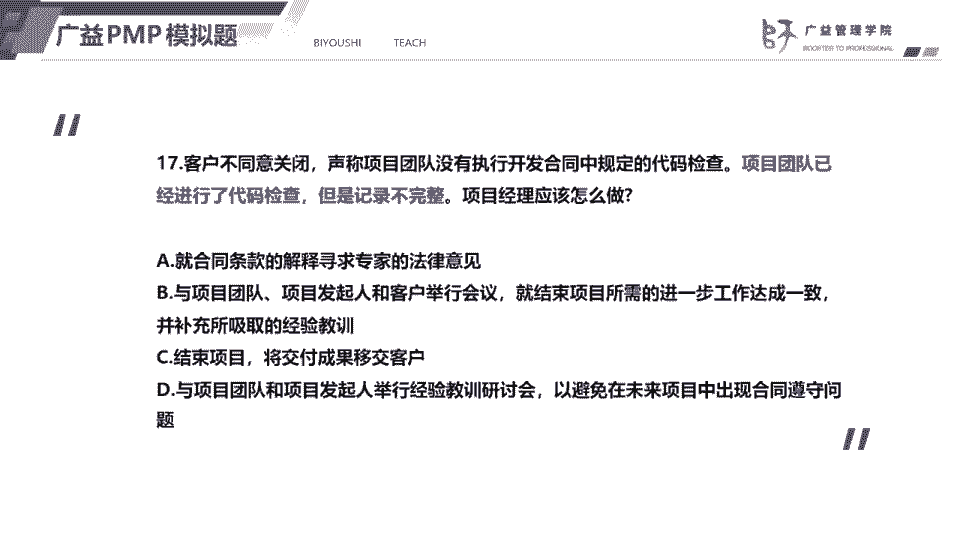 广益PMP模拟题
BIYOUSHI TEACH
广益管理学院
BOOSTER TO PROFESSIONAL
17.客户不同意关闭，声称项目团队没有执行开发合同中规定的代码检查。项目团队已
经进行了代码检查，但是记录不完整。项目经理应该怎么做?
A.就合同条款的解释寻求专家的法律意见
B.与项目团队、项目发起人和客户举行会议，就结束项目所需的进一步工作达成一致，
并补充所吸取的经验教训
C.结束项目，将交付成果移交客户
D.与项目团队和项目发起人举行经验教训研讨会，以避免在未来项目中出现合同遵守问
题